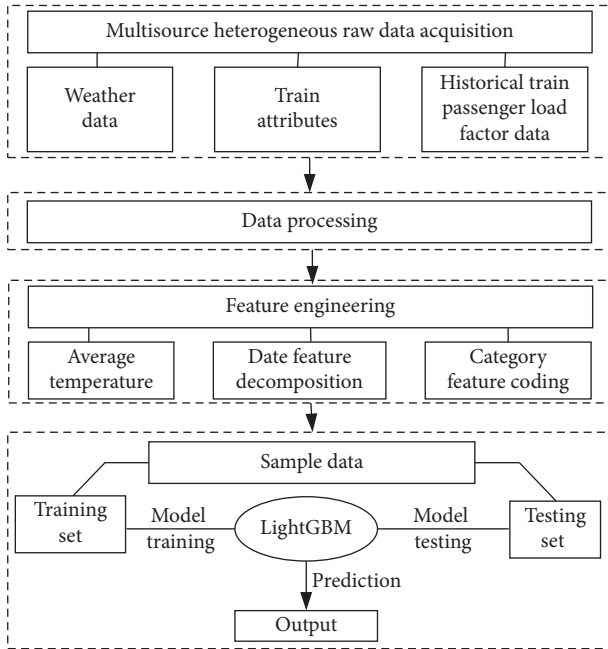 Multisource heterogeneous raw data acquisition
Weather
data
Train
attributes
Historical train
passenger load
factor data
Data processing
Feature engineering
Average
temperature
Date feature
decomposition
Category
feature coding
Sample data
Training
set
Model
training
LightGBM
Model
testing
Testing
set
Prediction
Output